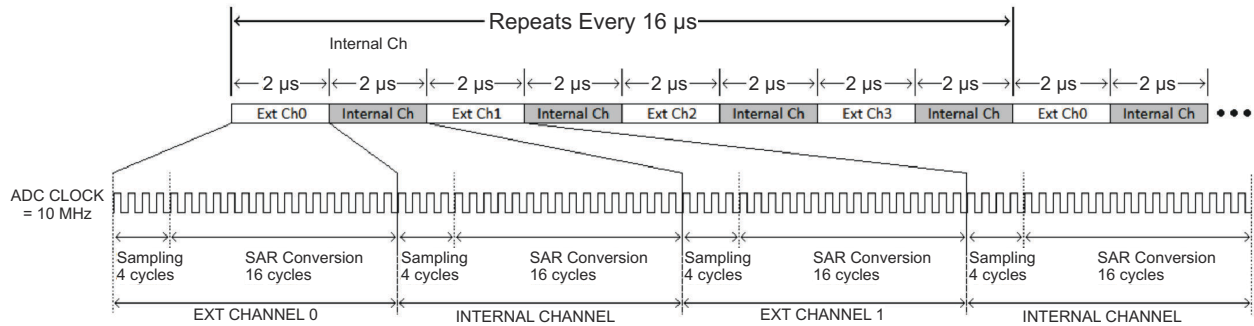 Repeats Every 16 µs
Internal Ch
2 µs 2 µs 2 µs 2 µs 2 µs 2 µs 2 µs 2 µs 2 µs 2 µs
Ext Ch0 Internal Ch Ext Ch1 Internal Ch Ext Ch2 Internal Ch Ext Ch3 Internal Ch Ext Ch0 Internal Ch
ADC CLOCK
= 10 MHz
Sampling SAR Conversion Sampling SAR Conversion Sampling SAR Conversion Sampling SAR Conversion
4 cycles 16 cycles 4 cycles 16 cycles 4 cycles 16 cycles 4 cycles 16 cycles
EXT CHANNEL 0 INTERNAL CHANNEL EXT CHANNEL 1 INTERNAL CHANNEL